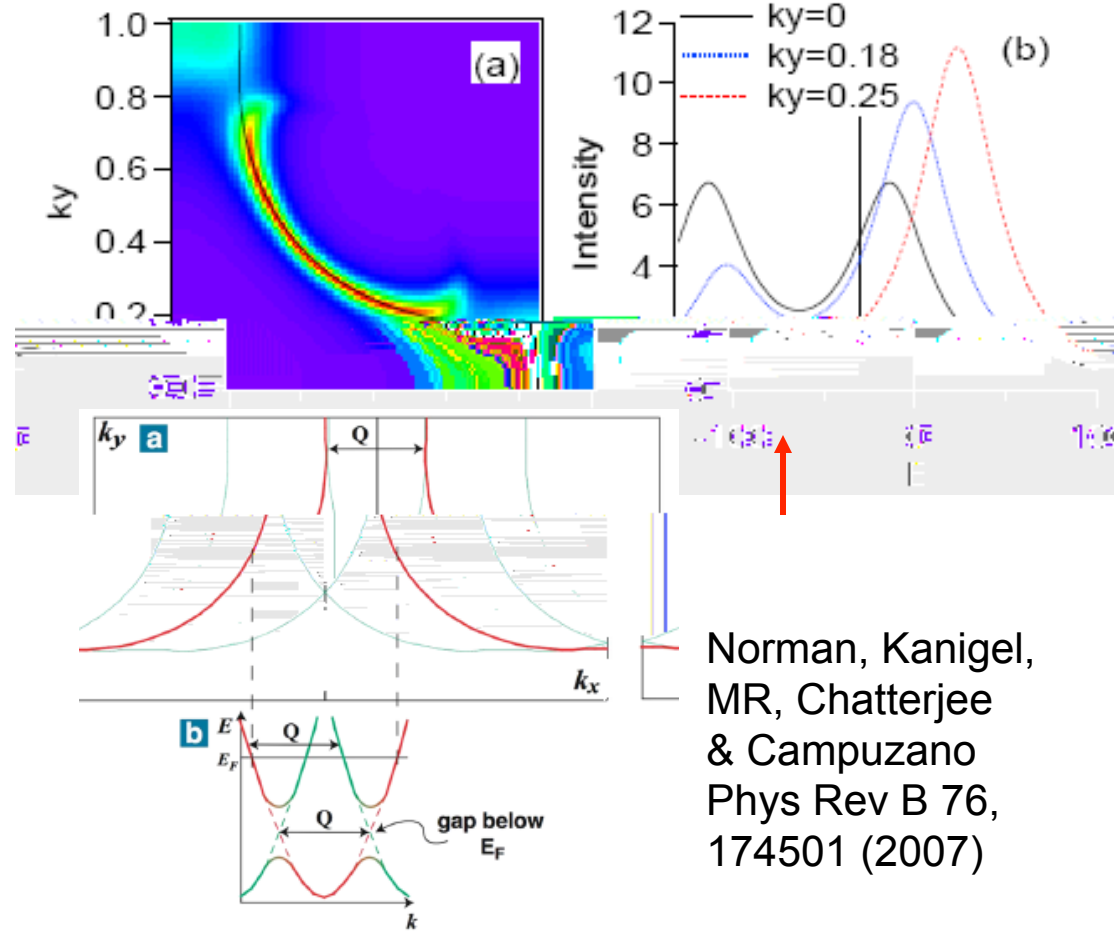 1.0
0.8
0.6
0.4
0.2
ky
(a)
12
10
8
6
4
Intensity
ky=0
ky=0.18
ky=0.25
(b)
ky
a
Q
kx
b
E
Q
EF
Q
gap below
EF
k
Norman, Kanigel,
MR, Chatterjee
& Campuzano
Phys Rev B 76,
174501 (2007)